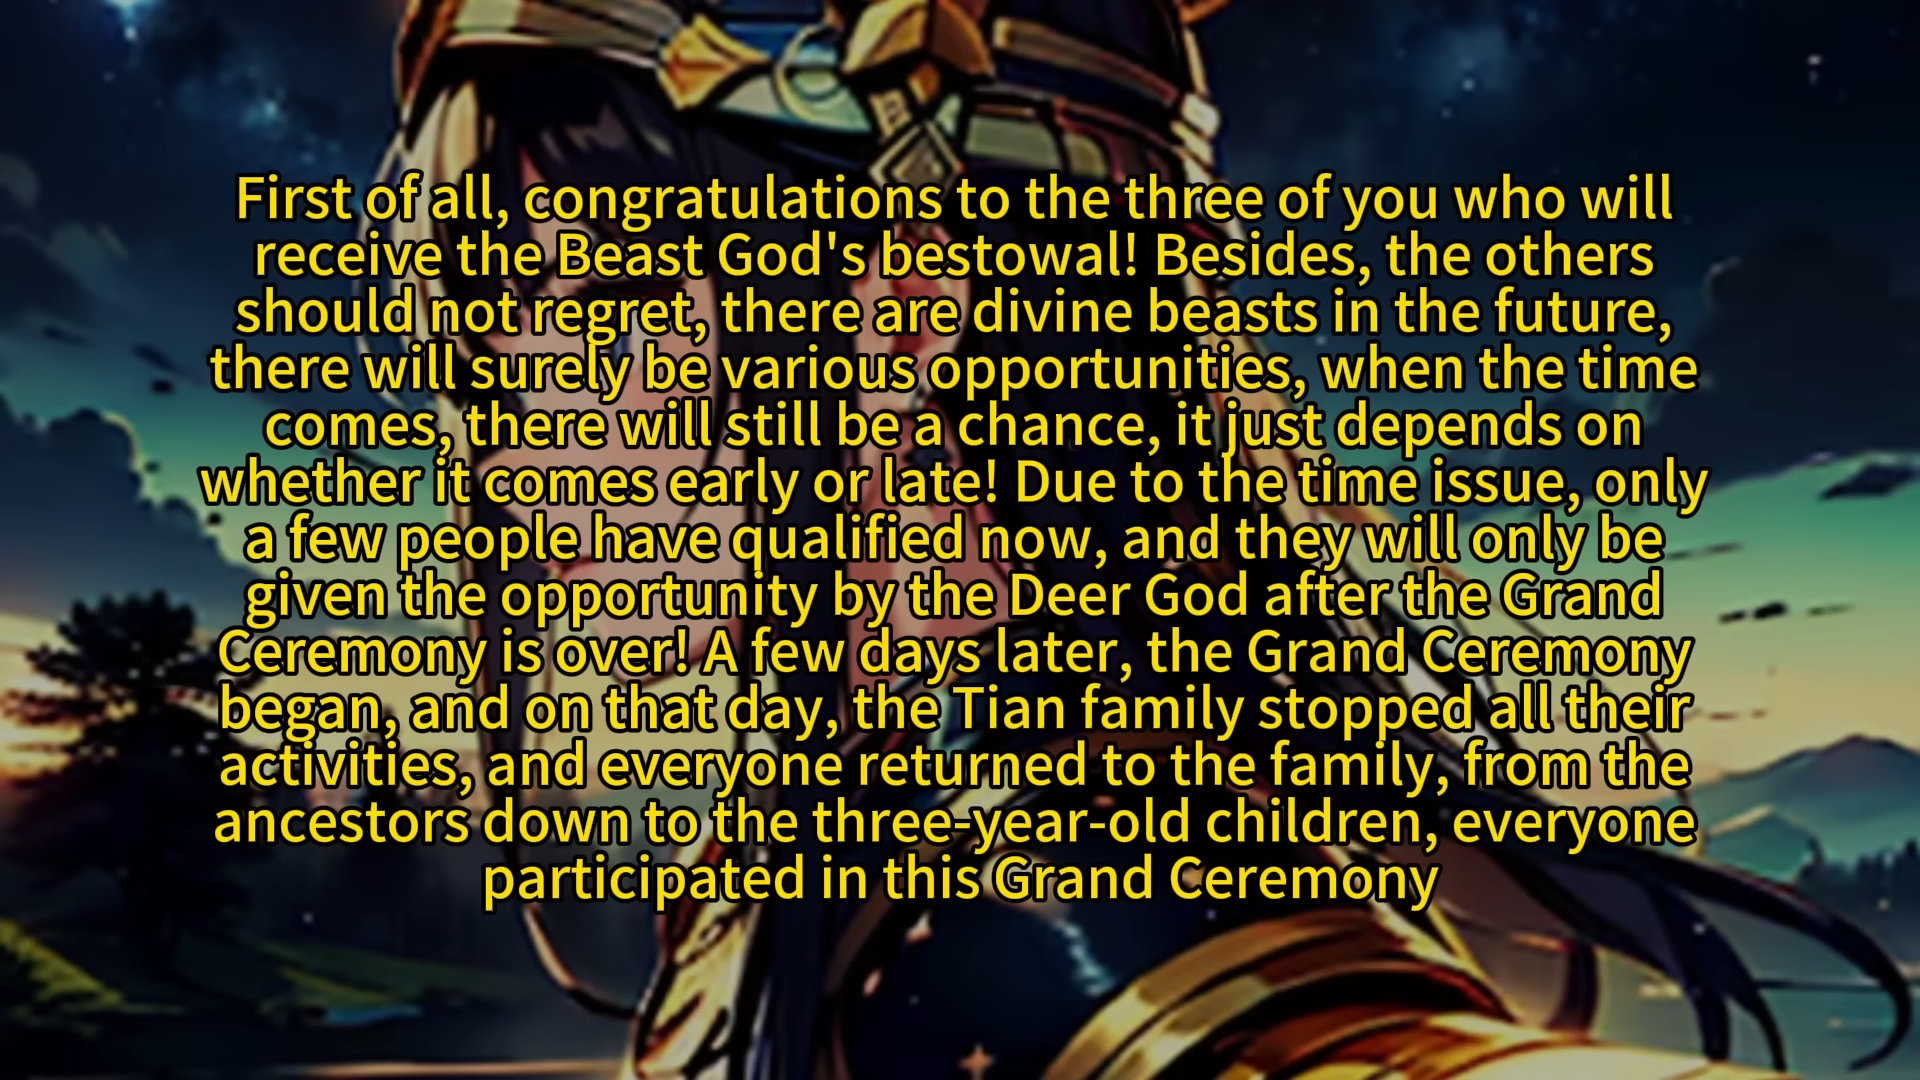 First of all, congratulations to the three of you who will
receive the Beast God's bestowal! Besides, the others
should not regret, there are divine beasts in the future,
there will surely be various opportunities, when the time
comes, there will still be a chance, it just depends on
whether it comes early or late! Due to the time issue, only
a few people have qualified now, and they will only be
given the opportunity by the Deer God after the Grand
Ceremony is over! A few days later, the Grand Ceremony
began, and on that day, the Tian family stopped all their
activities, and everyone returned to the family, from the
ancestors down to the three-year-old children, everyone
participated in this Grand Ceremony